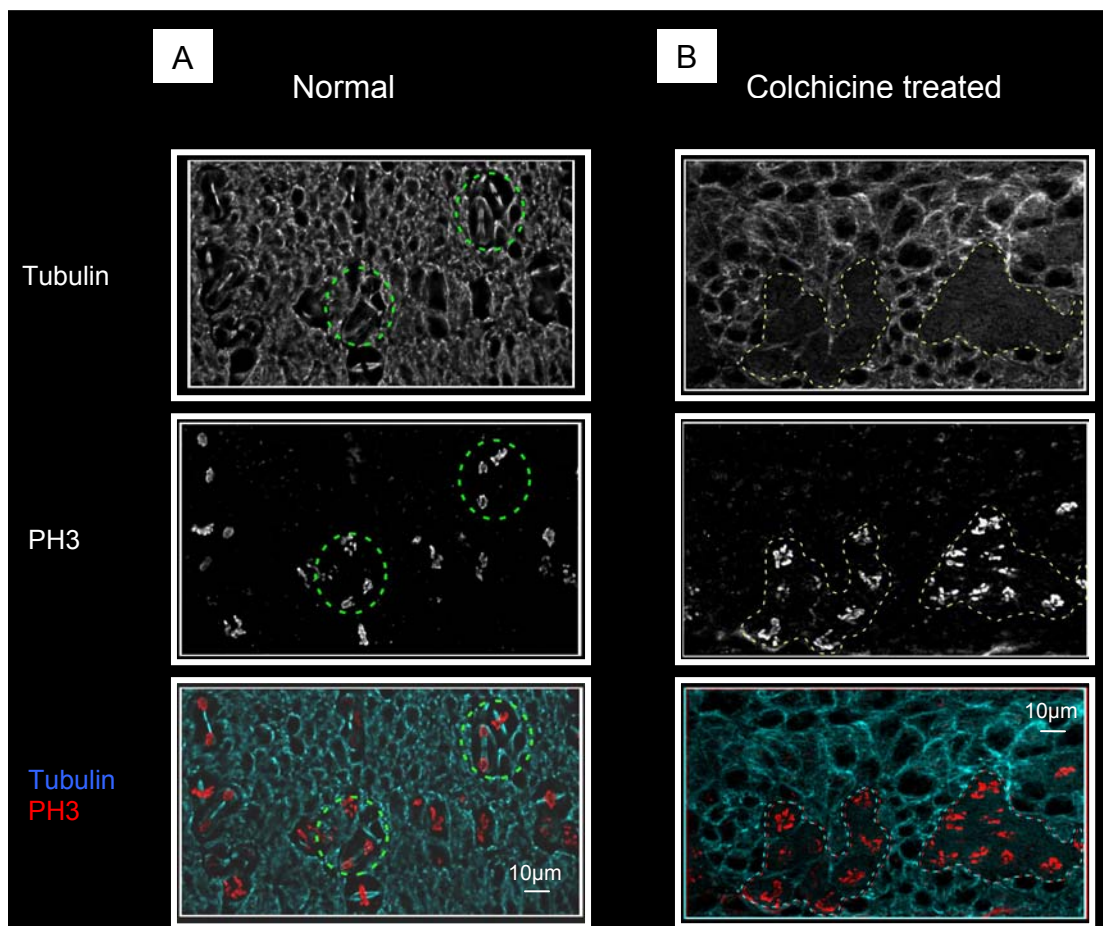 A
B
Normal
Colchicine treated
Tubulin
PH3
Tubulin
PH3
10µm
10µm